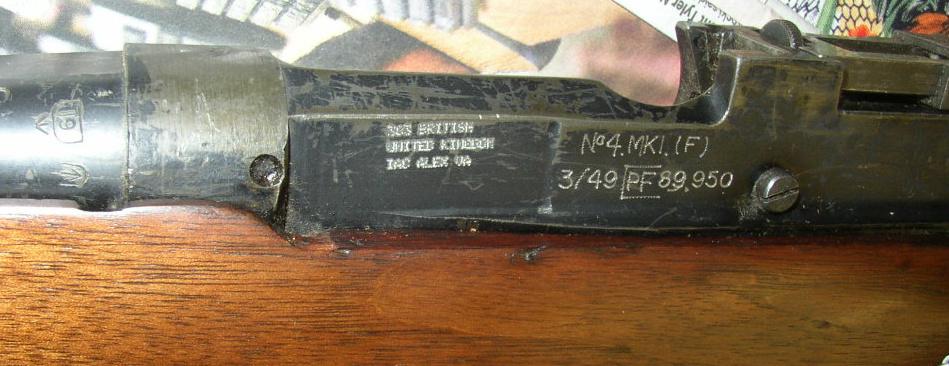 303 BRITISH
UNITED KINGDOM
IAC ALEX VA
Nº4.MKI.(F)
3/49 PF 89,950